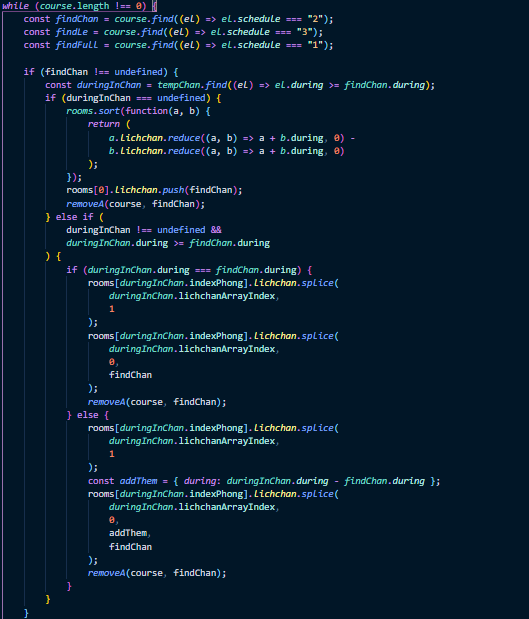 while (course.length !== 0) {
const findChan = course.find((el) => el.schedule === "2");
const findLe = course.find((el) => el.schedule === "3");
const findFull = course.find((el) => el.schedule === "1");
if (findChan !== undefined) {
const duringInChan = tempChan.find((el) => el.during >= findChan.during);
if (duringInChan === undefined) {
rooms.sort(function(a, b) {
return (
a.lichchan.reduce((a, b) => a + b.during, 0) -
b.lichchan.reduce((a, b) => a + b.during, 0)
);
});
rooms[0].lichchan.push(findChan);
removeA(course, findChan);
} else if (
duringInChan !== undefined &&
duringInChan.during >= findChan.during
) {
if (duringInChan.during === findChan.during) {
rooms[duringInChan.indexPhong].lichchan.splice(
duringInChan.lichchanArrayIndex,
1
);
rooms[duringInChan.indexPhong].lichchan.splice(
duringInChan.lichchanArrayIndex,
0,
findChan
);
removeA(course, findChan);
} else {
rooms[duringInChan.indexPhong].lichchan.splice(
duringInChan.lichchanArrayIndex,
1
);
const addThem = { during: duringInChan.during - findChan.during };
rooms[duringInChan.indexPhong].lichchan.splice(
duringInChan.lichchanArrayIndex,
0,
addThem,
findChan
);
removeA(course, findChan);
}
}
}